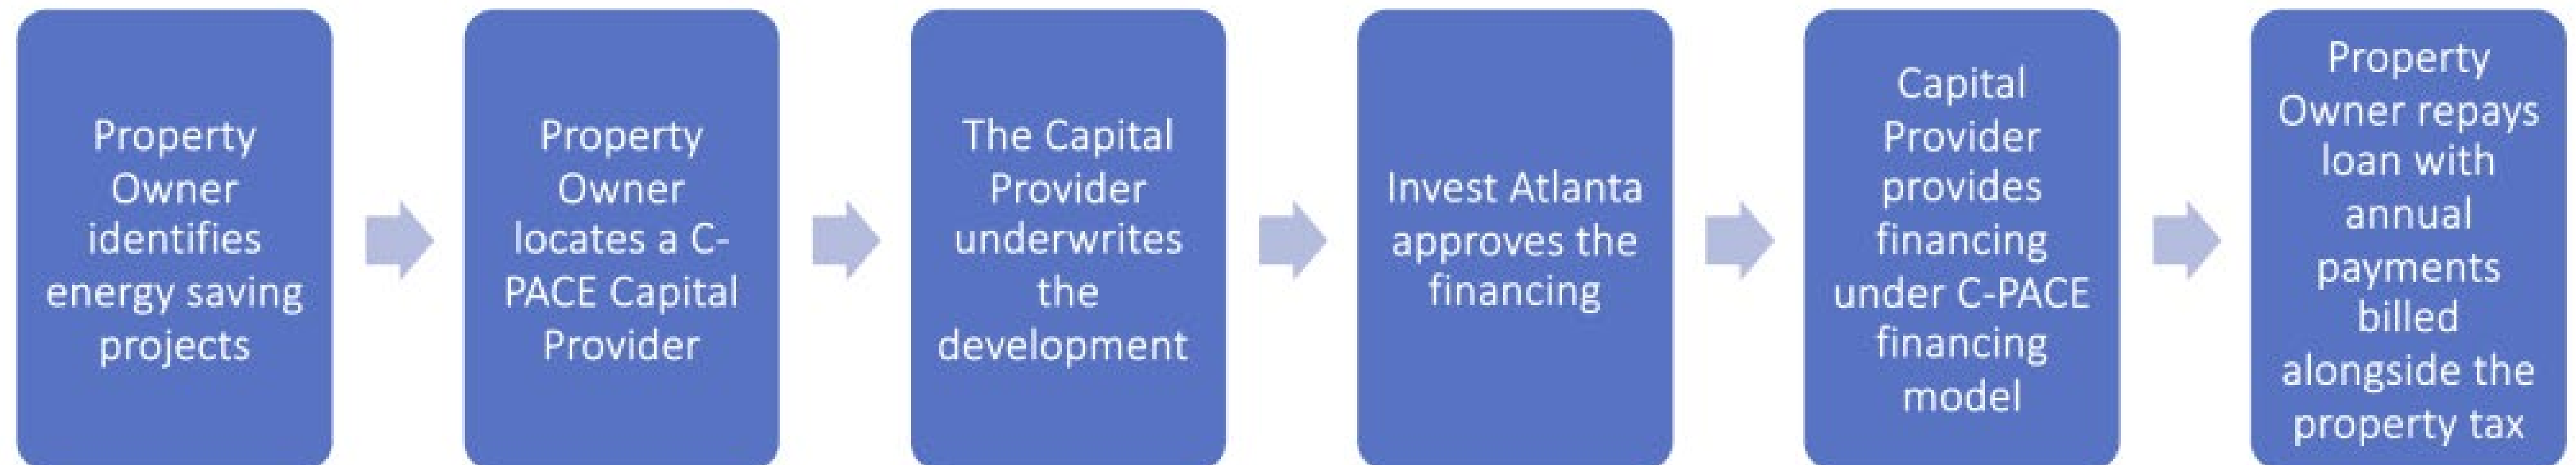 Property
Owner
identifies
energy saving
projects
Property
Owner
locates a C-
PACE Capital
Provider
The Capital
Provider
underwrites
the
development
Invest Atlanta
approves the
financing
Capital
Provider
provides
financing
under C-PACE
financing
model
Property
Owner repays
loan with
annual
payments
billed
alongside the
property tax